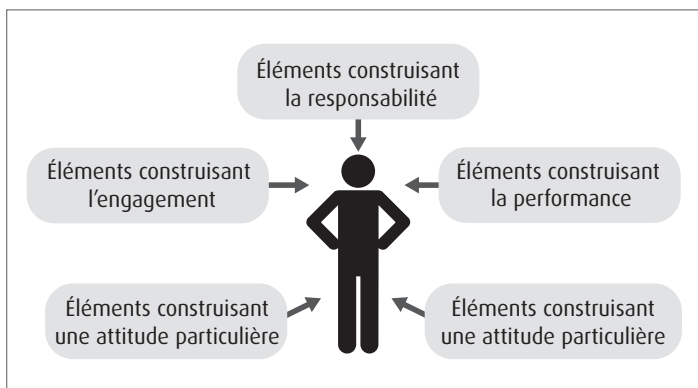 Éléments construisant
la responsabilité
Éléments construisant
l'engagement
Éléments construisant
la performance
Éléments construisant
une attitude particulière
Éléments construisant
une attitude particulière